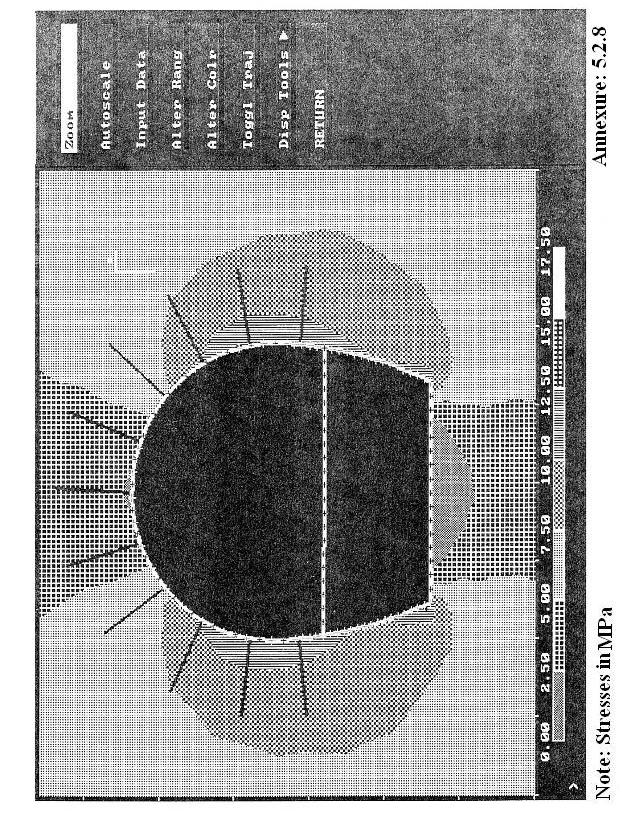 Zoom
Autoscale
Input Data
Alter Rang
Alter Colr
Toggl Traj
Disp Tools ▶
RETURN
0.00 2.50 5.00 7.50 10.00 12.50 15.00 17.50
>
Note: Stresses in MPa
Annexure: 5.2.8